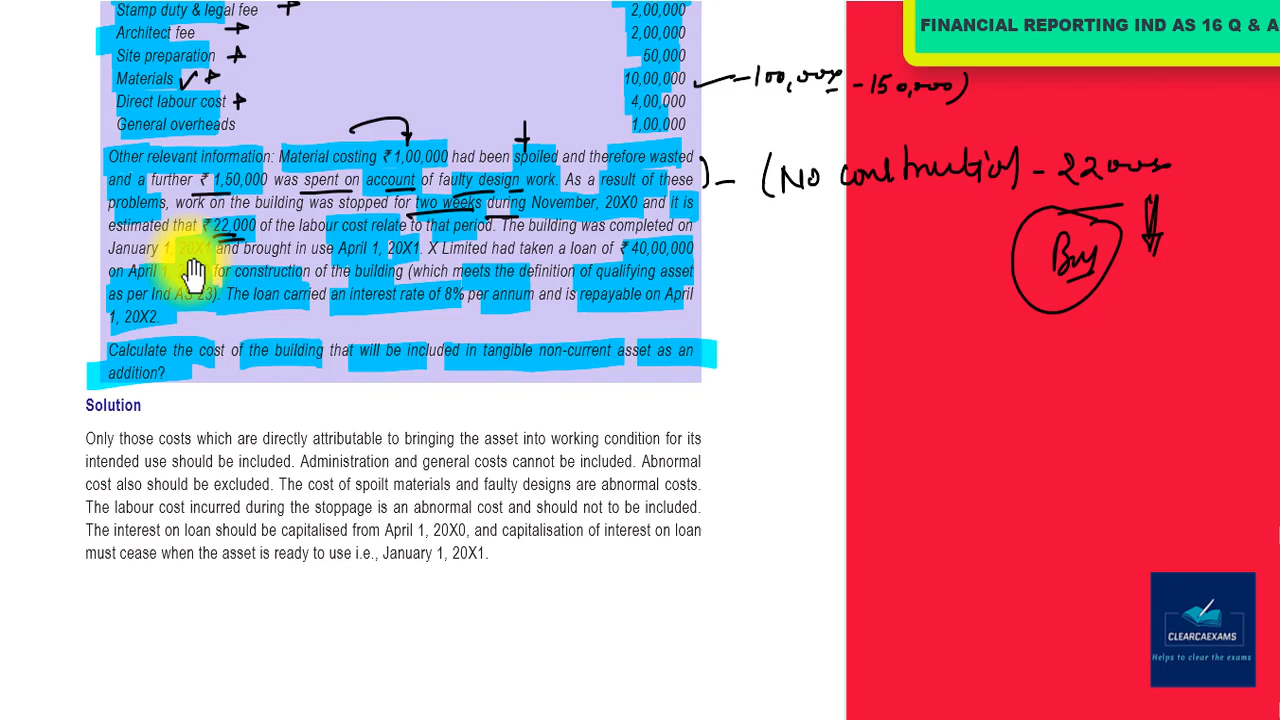 Stamp duty & legal fee 2,00,000
FINANCIAL REPORTING IND AS 16 Q & A
Architect fee 2,00,000
Site preparation 50,000
Materials 10,00,000 -100,000 -150,000)
Direct labour cost 4,00,000
General overheads 1,00,000
Other relevant information: Material costing ₹ 1,00,000 had been spoiled and therefore wasted
and a further ₹ 1,50,000 was spent on account of faulty design work. As a result of these
(No contruction) - 22000
problems, work on the building was stopped for two weeks during November, 20X0 and it is
estimated that ₹ 22,000 of the labour cost relate to that period. The building was completed on
January 1, 20X1 and brought in use April 1, 20X1. X Limited had taken a loan of ₹ 40,00,000
on April 1, for construction of the building (which meets the definition of qualifying asset
as per Ind AS 23). The loan carried an interest rate of 8% per annum and is repayable on April
1, 20X2.
Buy
Calculate the cost of the building that will be included in tangible non-current asset as an
addition?
Solution
Only those costs which are directly attributable to bringing the asset into working condition for its
intended use should be included. Administration and general costs cannot be included. Abnormal
cost also should be excluded. The cost of spoilt materials and faulty designs are abnormal costs.
The labour cost incurred during the stoppage is an abnormal cost and should not to be included.
The interest on loan should be capitalised from April 1, 20X0, and capitalisation of interest on loan
must cease when the asset is ready to use i.e., January 1, 20X1.
CLEARCAEXAMS
Helps to clear the exams